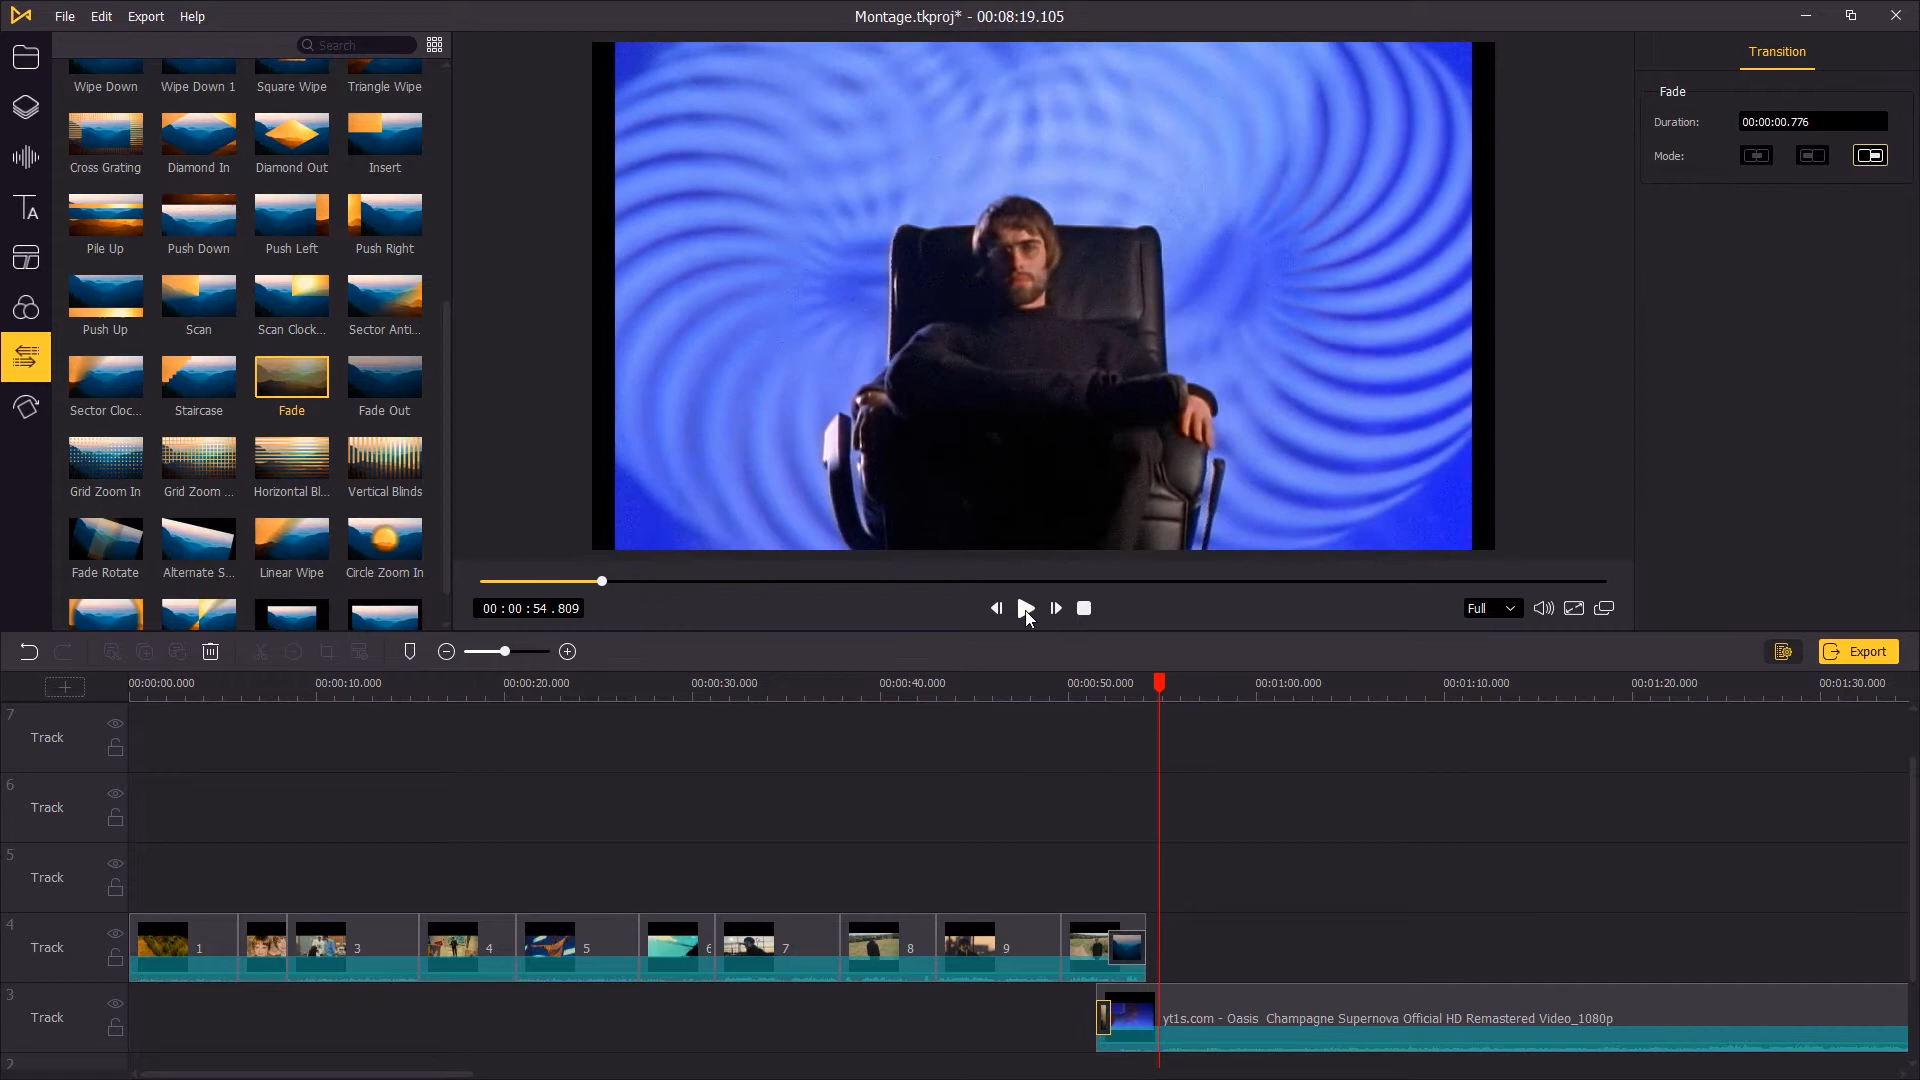 File Edit Export Help
Montage.tkproj* - 00:08:19.105
Search
Wipe Down Wipe Down 1 Square Wipe Triangle Wipe
Cross Grating Diamond In Diamond Out Insert
Pile Up Push Down Push Left Push Right
Push Up Scan Scan Clock... Sector Anti...
Sector Cloc... Staircase Fade Fade Out
Grid Zoom In Grid Zoom ... Horizontal Bl... Vertical Blinds
Fade Rotate Alternate S... Linear Wipe Circle Zoom In
00 : 00 : 54 . 809
Full
Transition
Fade
Duration: 00:00:00.776
Mode:
Export
00:00:00.000 00:00:10.000 00:00:20.000 00:00:30.000 00:00:40.000 00:00:50.000 00:01:00.000 00:01:10.000 00:01:20.000 00:01:30.000
7
Track
6
Track
5
Track
4
Track
1 3 4 5 6 7 8 9
3
Track
yt1s.com - Oasis Champagne Supernova Official HD Remastered Video_1080p
2